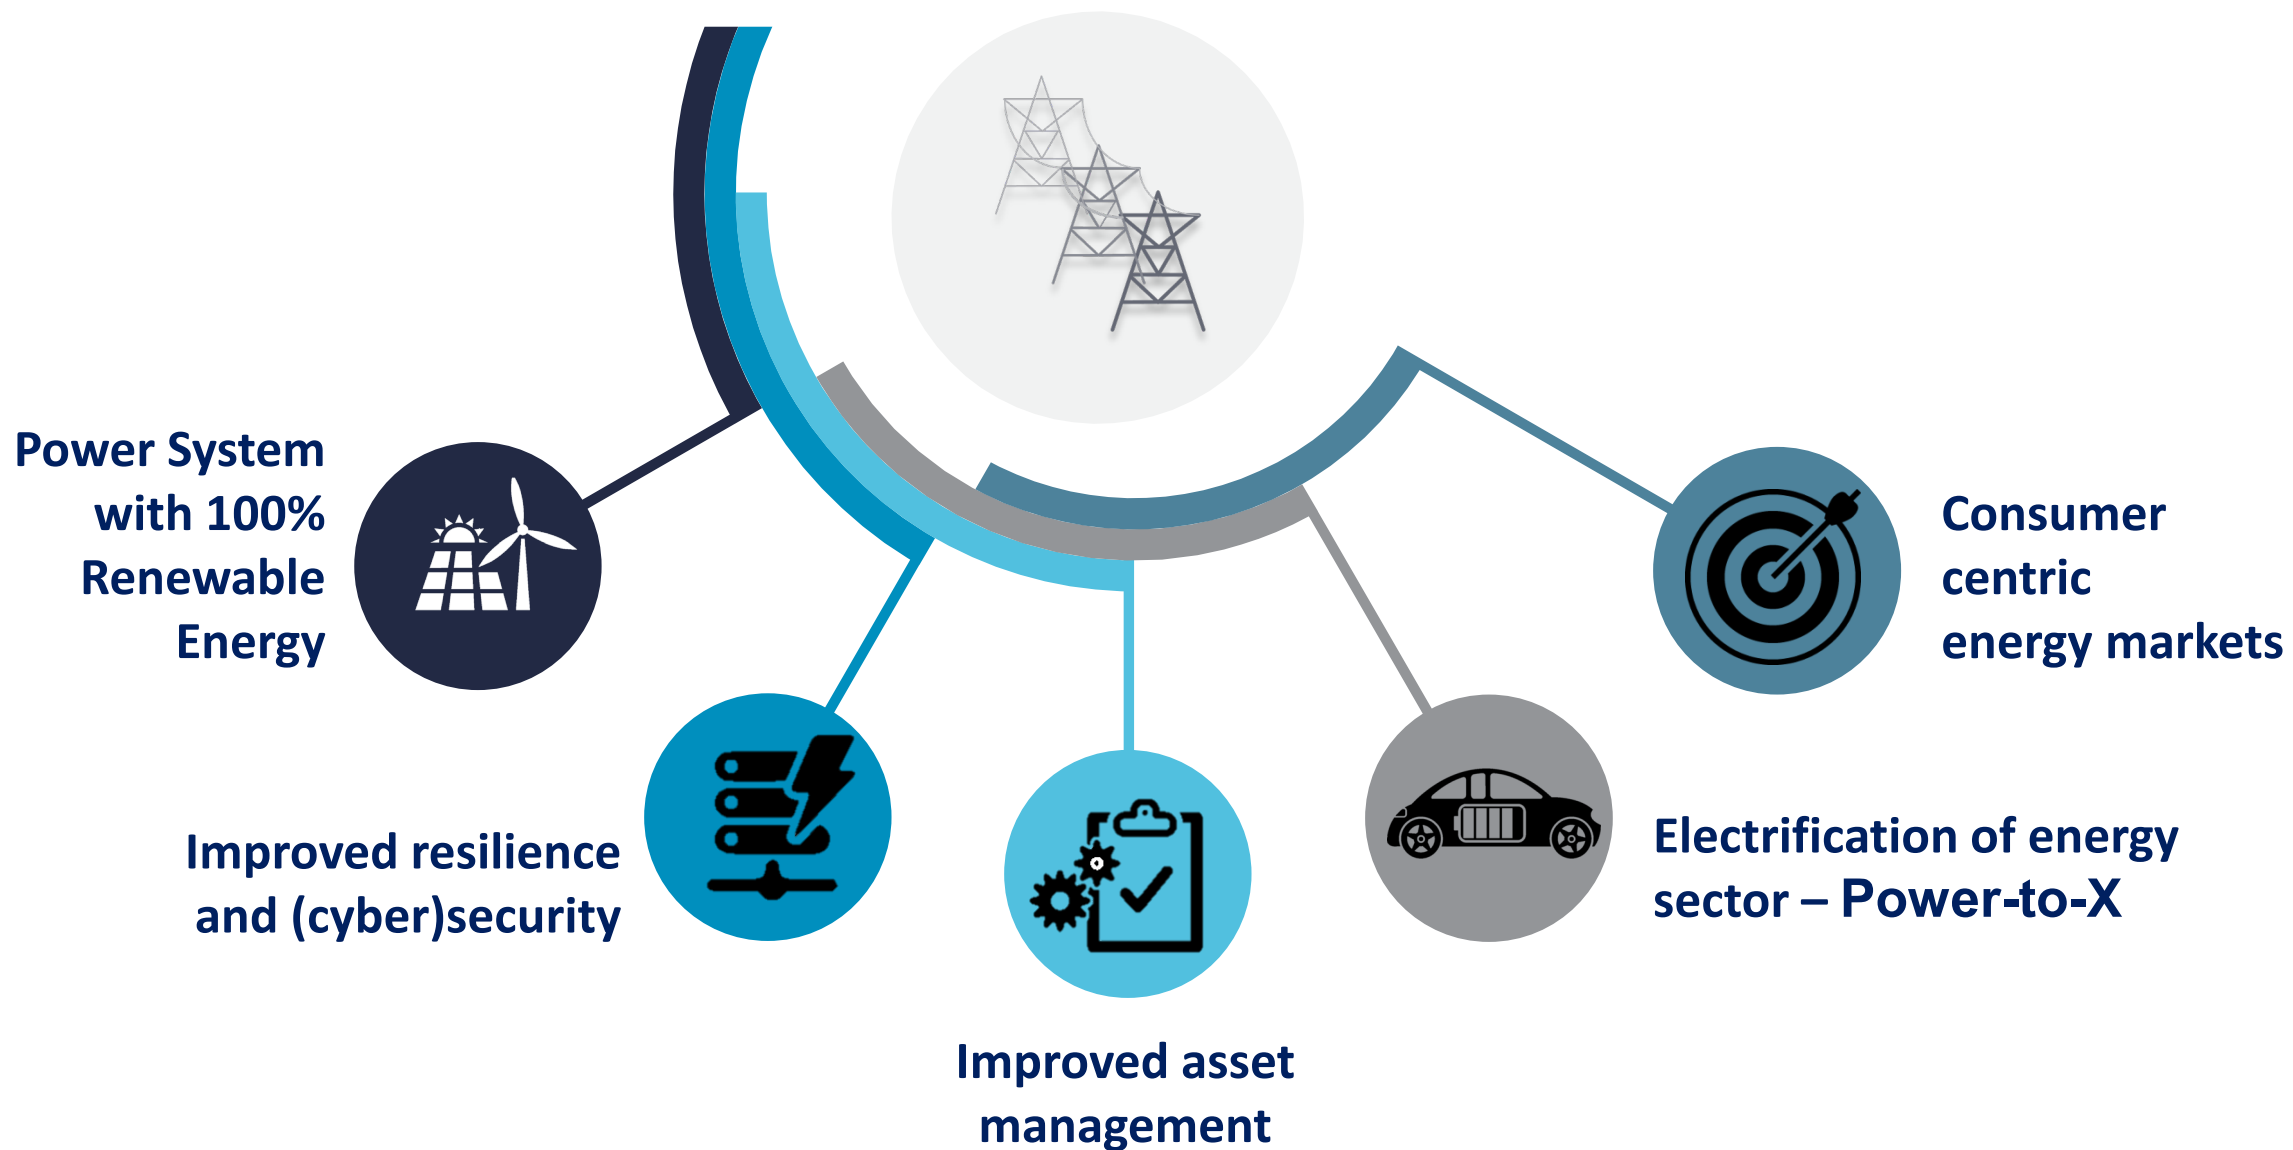 Power System
with 100%
Renewable
Energy
Improved resilience
and (cyber)security
Improved asset
management
Electrification of energy
sector – Power-to-X
Consumer
centric
energy markets